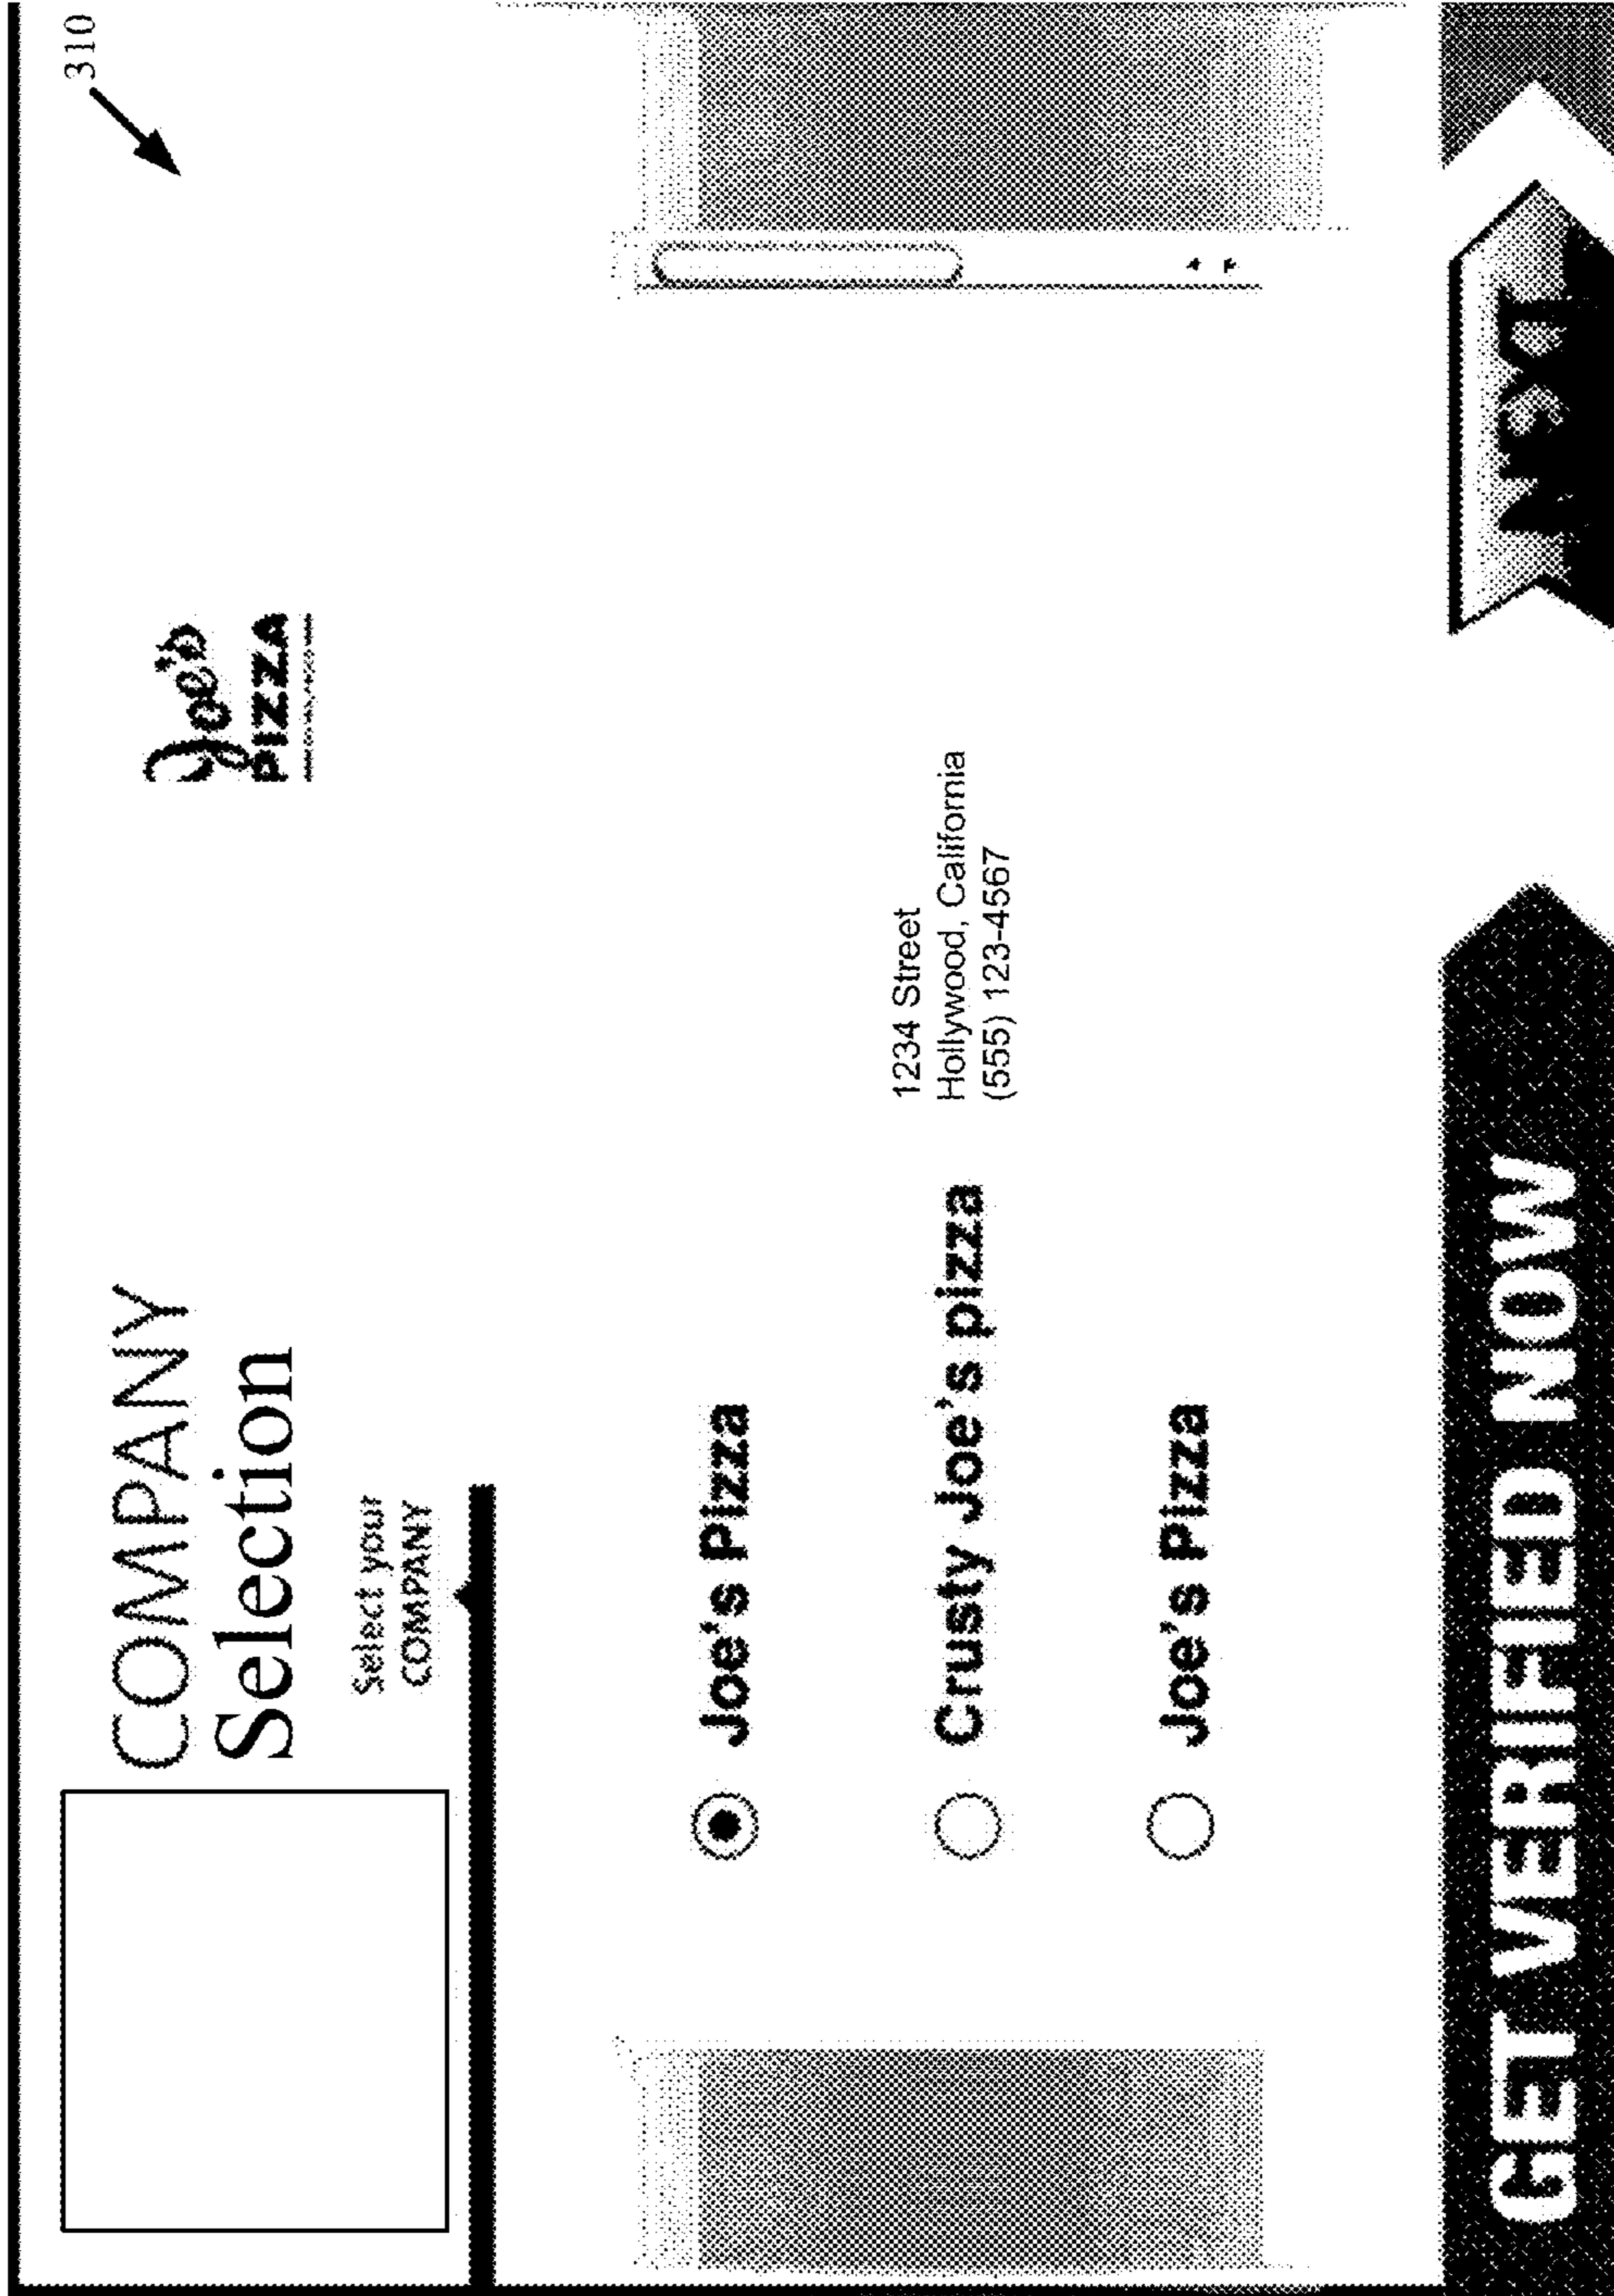 310
COMPANY
Selection
Joe's
PIZZA
Select your
COMPANY
Joe's Pizza
1234 Street
Crusty Joe's pizza
Hollywood, California
(555) 123-4567
Joe's Pizza
GET VERIFIED NOW
NEXT